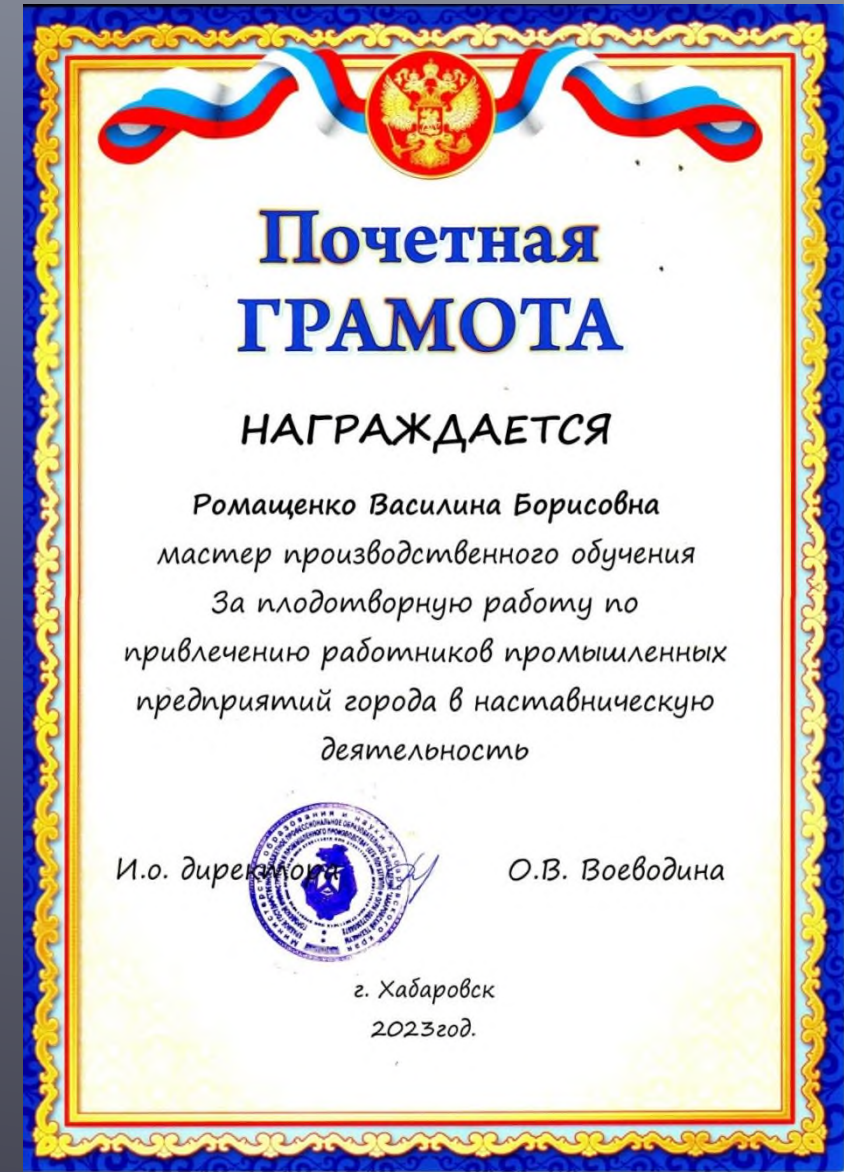 Почетная
ГРАМОТА
НАГРАЖДАЕТСЯ
Ромащенко Василина Борисовна
мастер производственного обучения
За плодотворную работу по
привлечению работников промышленных
предприятий города в наставническую
деятельность
И.о. директора О.В. Воеводина
г. Хабаровск
2023год.